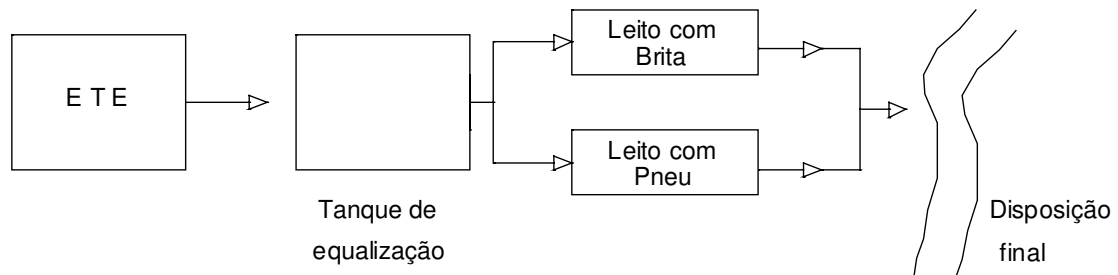 E T E
Tanque de
equalização
Leito com
Brita
Leito com
Pneu
Disposição
final